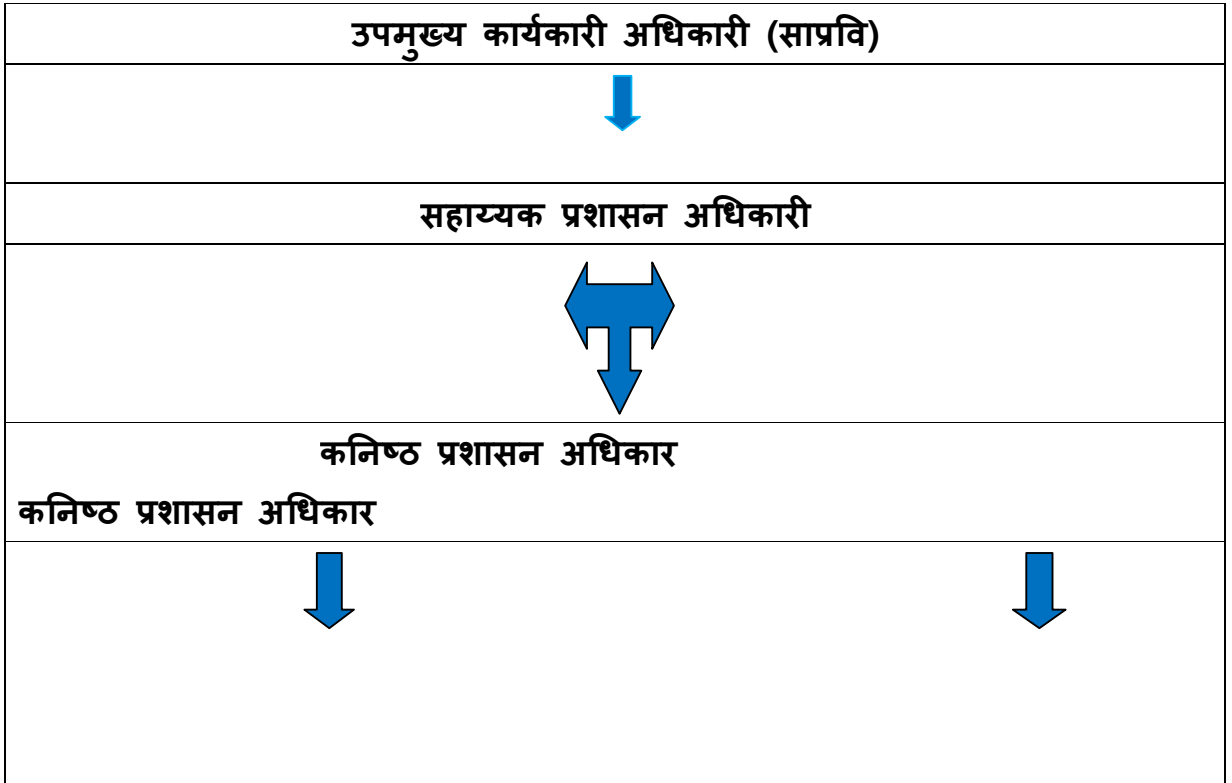 उपमुख्य कार्यकारी अधिकारी (साप्रवि)
सहाय्यक प्रशासन अधिकारी
कनिष्ठ प्रशासन अधिकार
कनिष्ठ प्रशासन अधिकार